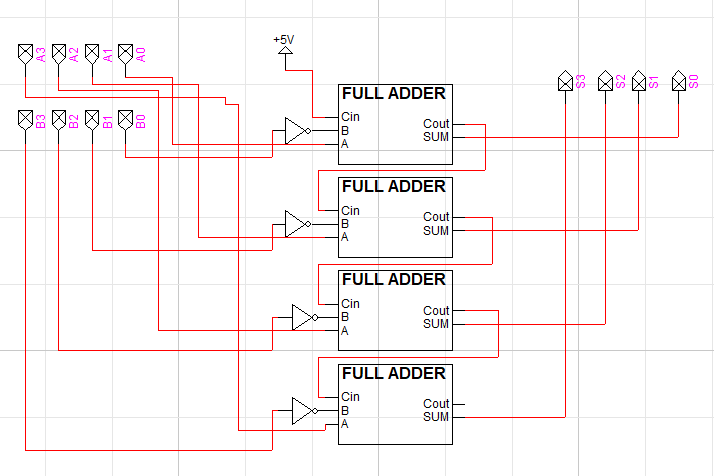 +5V
A3 A2 A1 A0
S3 S2 S1 S0
B3 B2 B1 B0
FULL ADDER
Cin
Cout
B
SUM
A
FULL ADDER
Cin
Cout
B
SUM
A
FULL ADDER
Cin
Cout
B
SUM
A
FULL ADDER
Cin
Cout
B
SUM
A